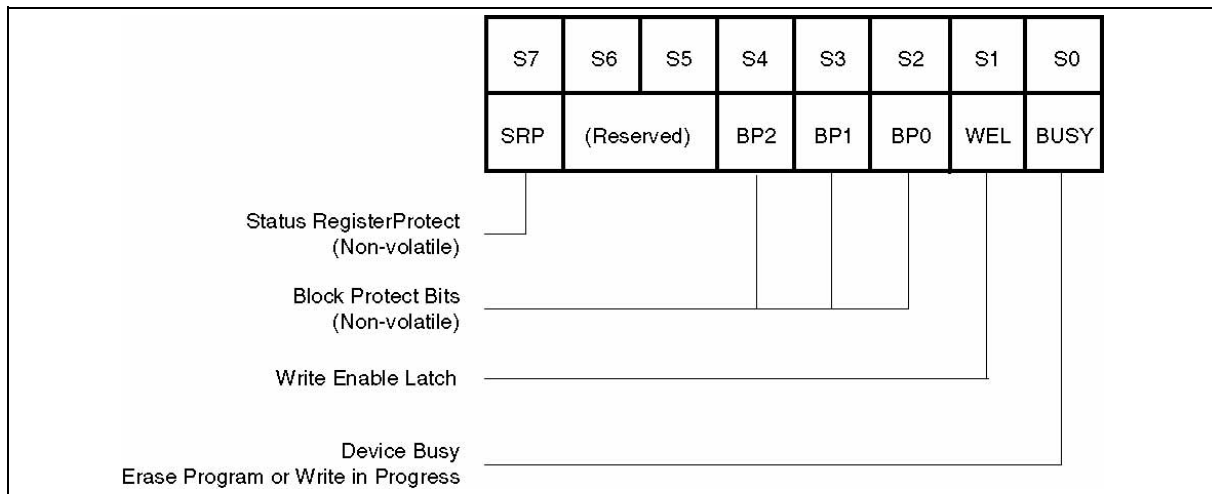 S7 S6 S5 S4 S3 S2 S1 S0
SRP (Reserved) BP2 BP1 BP0 WEL BUSY
Status RegisterProtect
(Non-volatile)
Block Protect Bits
(Non-volatile)
Write Enable Latch
Device Busy
Erase Program or Write in Progress